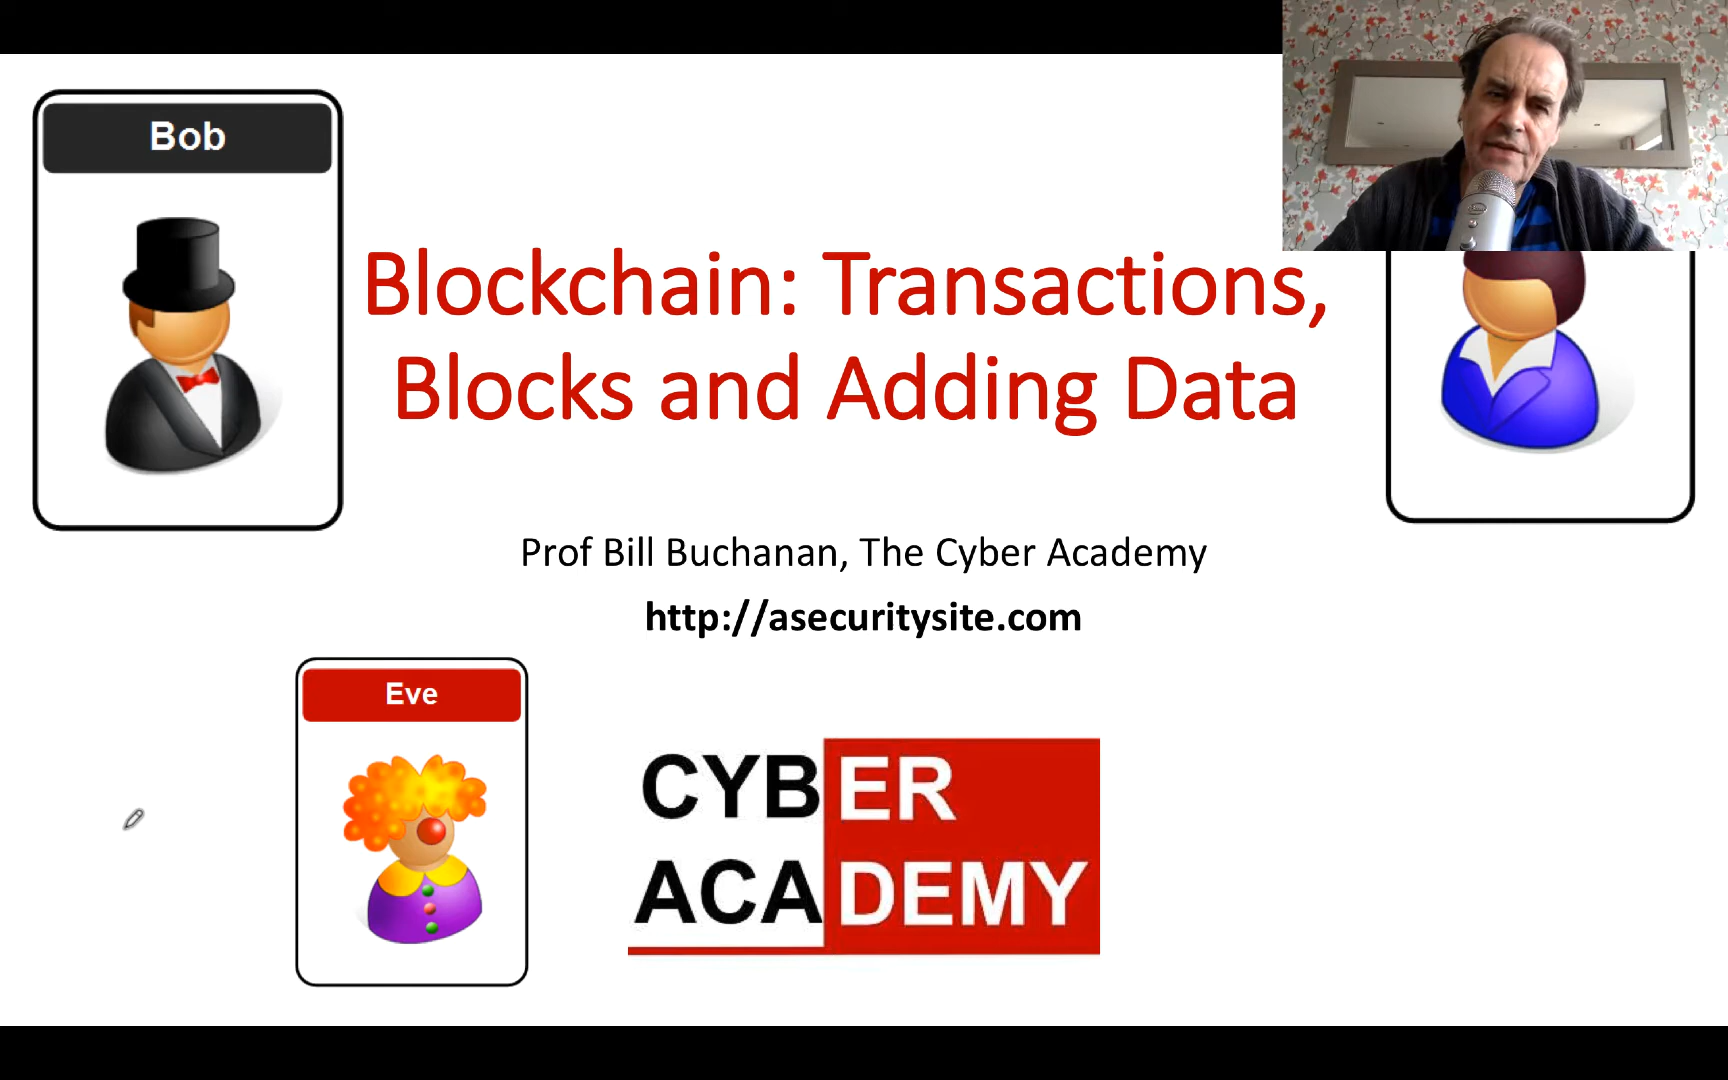 Bob
Blockchain: Transactions,
Blocks and Adding Data
Prof Bill Buchanan, The Cyber Academy
http://asecuritysite.com
Eve
CYBER
ACADEMY